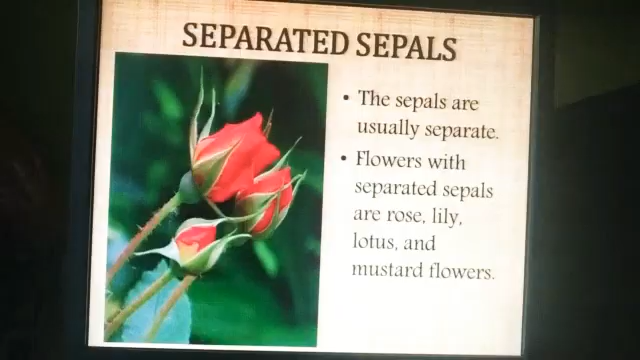 SEPARATED SEPALS
• The sepals are
usually separate.
• Flowers with
separated sepals
are rose, lily,
lotus, and
mustard flowers.